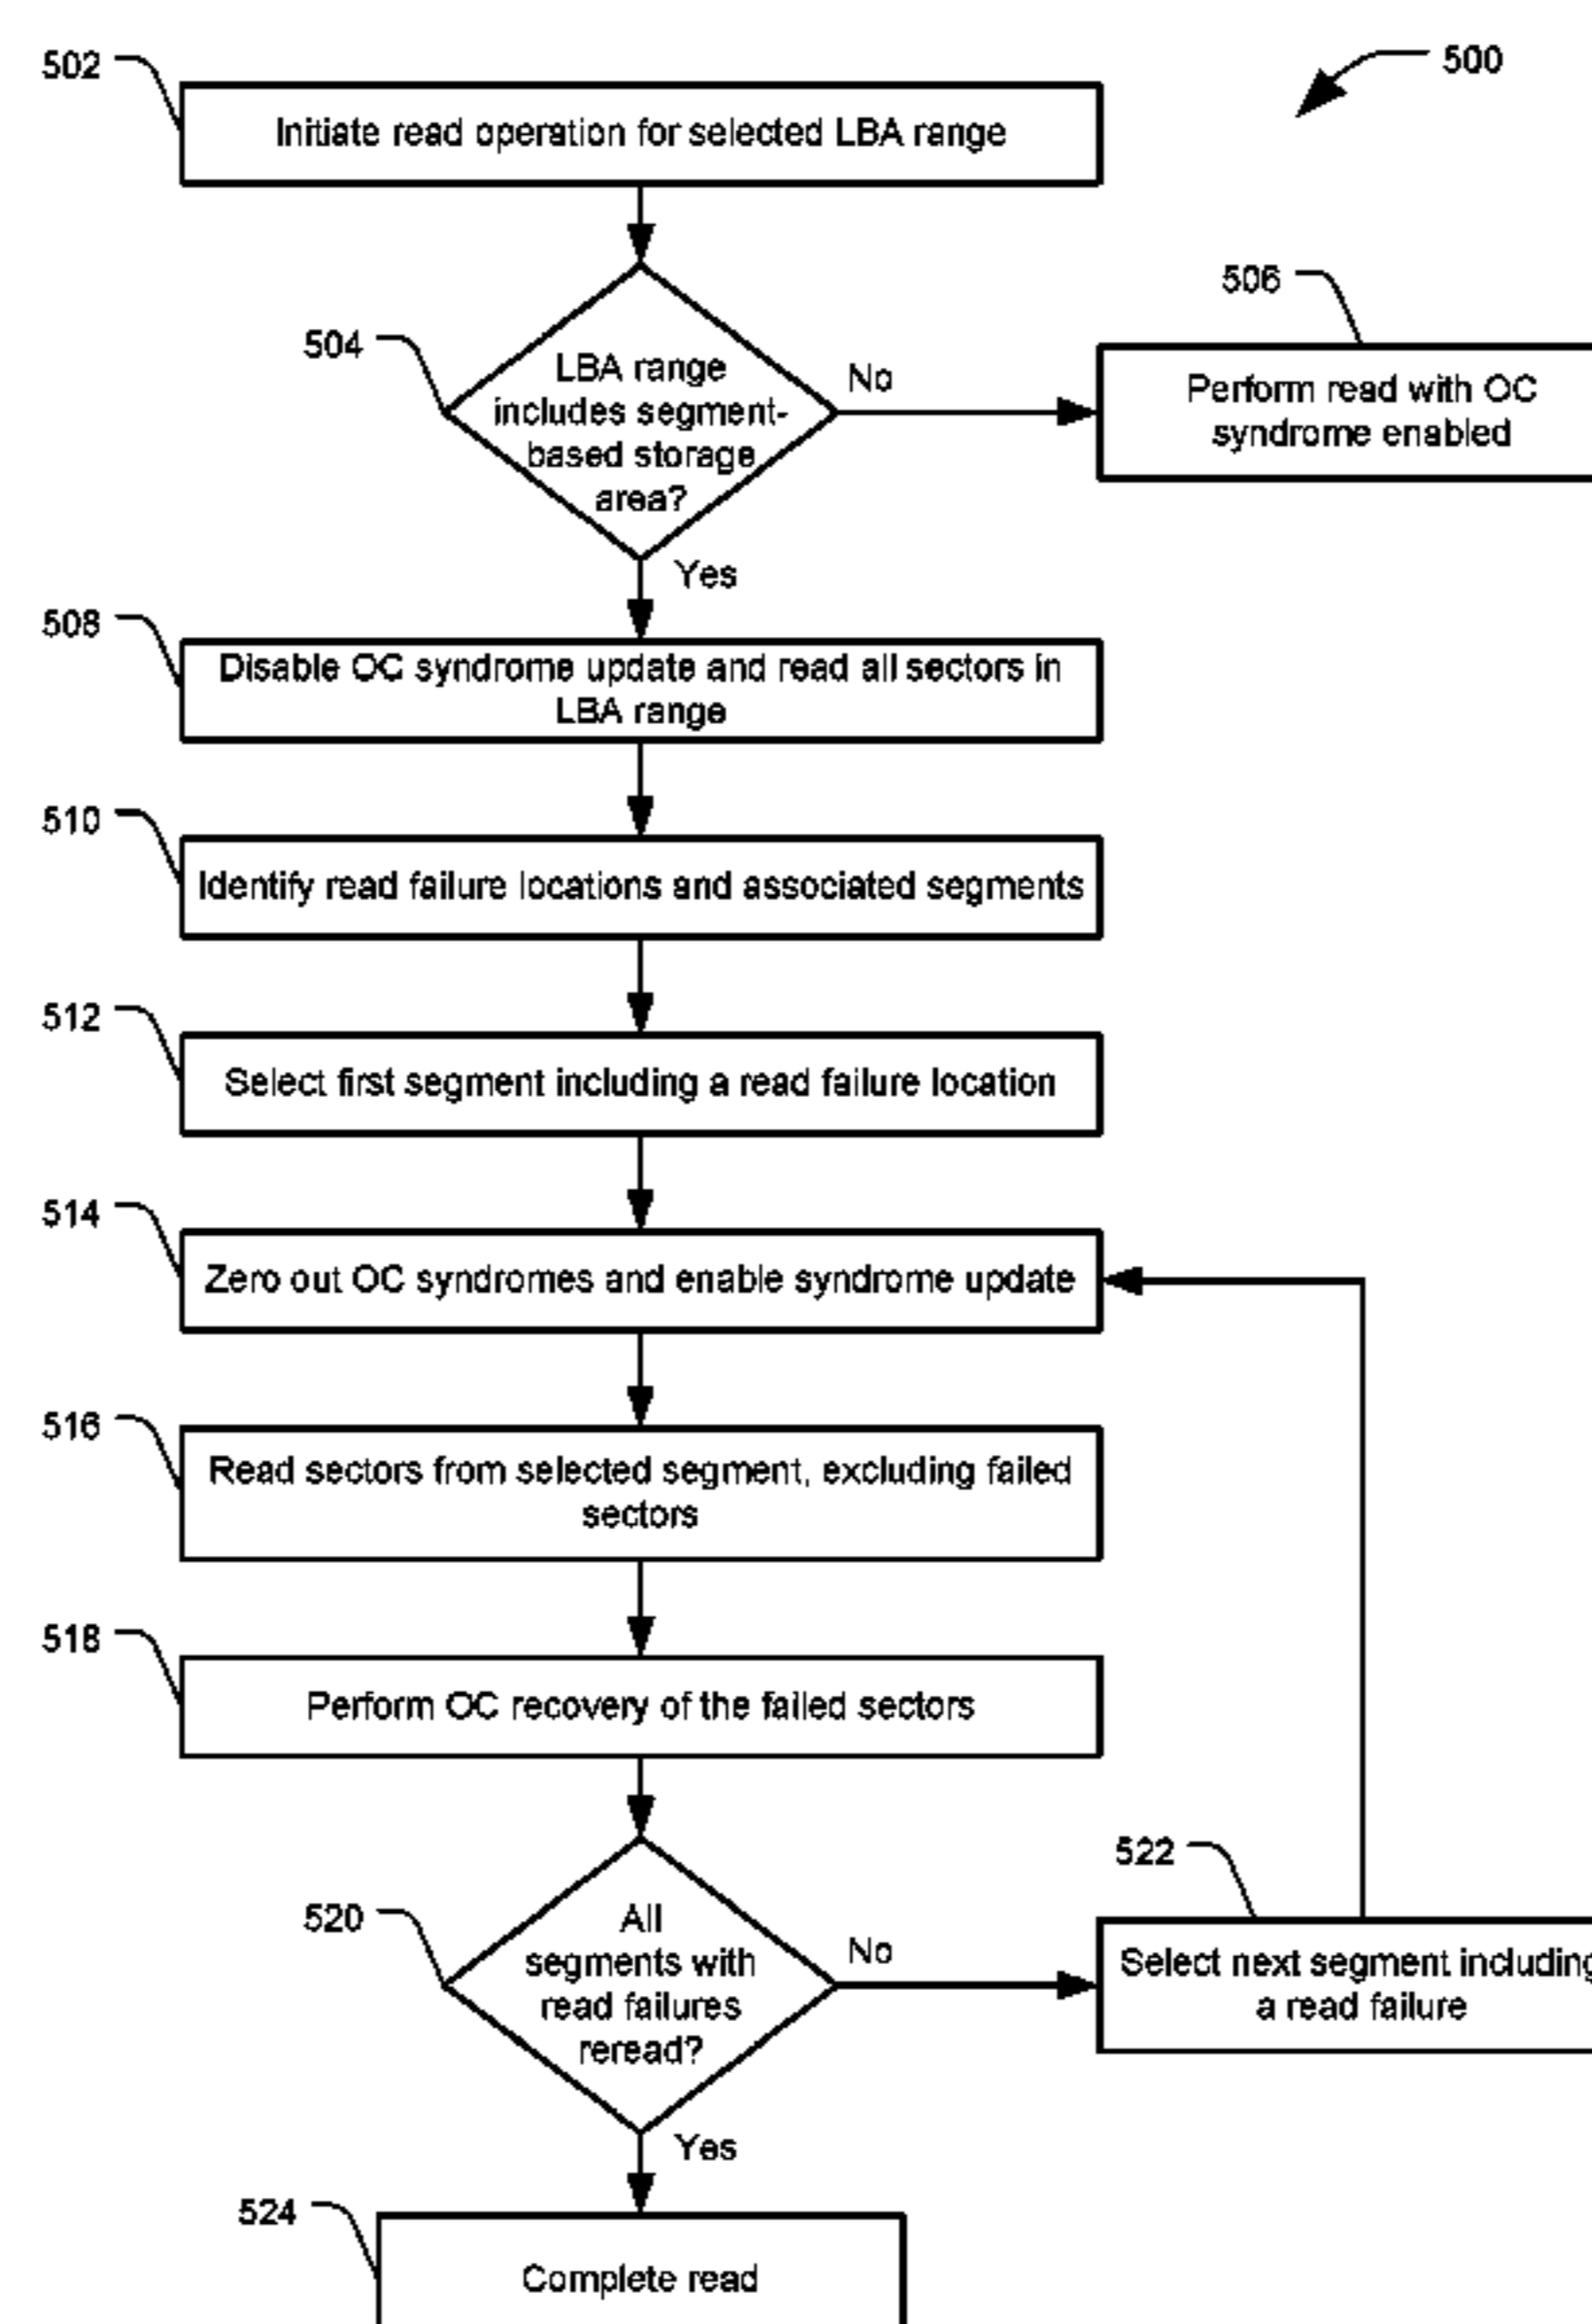 502
500
Initiate read operation for selected LBA range
504
LBA range
includes segment-
based storage
area?
No
506
Perform read with OC
syndrome enabled
Yes
508
Disable OC syndrome update and read all sectors in
LBA range
510
Identify read failure locations and associated segments
512
Select first segment including a read failure location
514
Zero out OC syndromes and enable syndrome update
516
Read sectors from selected segment, excluding failed
sectors
518
Perform OC recovery of the failed sectors
520
All
segments with
read failures
reread?
No
522
Select next segment including
a read failure
Yes
524
Complete read